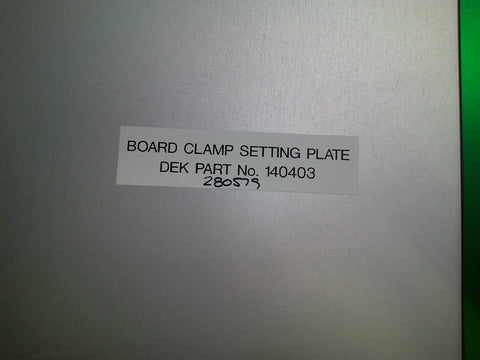 BOARD CLAMP SETTING PLATE
DEK PART No. 140403
280579